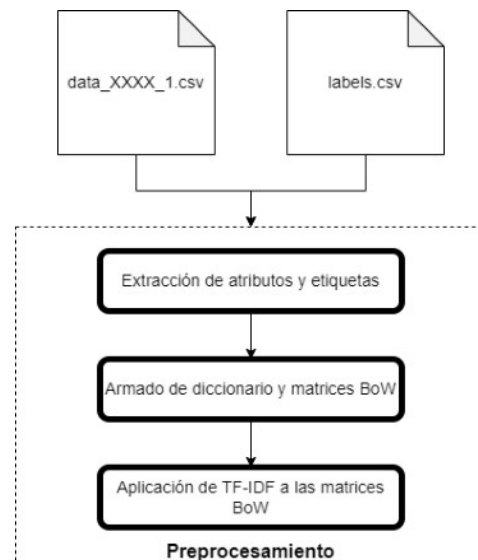 data_XXXX_1.csv
labels.csv
Extracción de atributos y etiquetas
Armado de diccionario y matrices BoW
Aplicación de TF-IDF a las matrices
BoW
Preprocesamiento